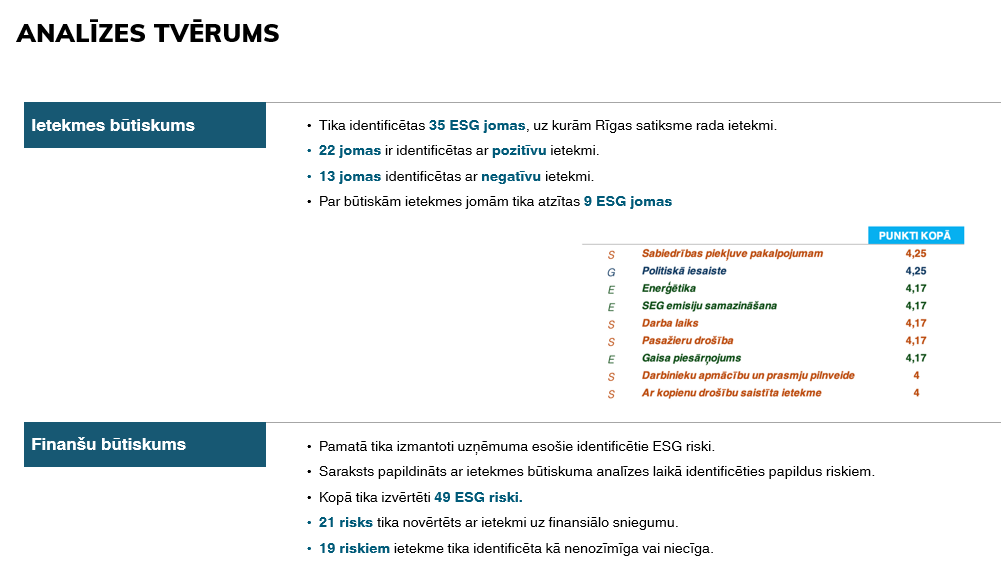 ANALĪZES TVĒRUMS
Ietekmes būtiskums
• Tika identificētas 35 ESG jomas, uz kurām Rīgas satiksme rada ietekmi.
• 22 jomas ir identificētas ar pozitīvu ietekmi.
• 13 jomas identificētas ar negatīvu ietekmi.
• Par būtiskām ietekmes jomām tika atzītas 9 ESG jomas
PUNKTI KOPĀ
S Sabiedrības piekļuve pakalpojumam 4,25
G Politiskā iesaiste 4,25
E Enerģētika 4,17
E SEG emisiju samazināšana 4,17
S Darba laiks 4,17
S Pasažieru drošība 4,17
E Gaisa piesārņojums 4,17
S Darbinieku apmācību un prasmju pilnveide 4
S Ar kopienu drošību saistīta ietekme 4
Finanšu būtiskums
• Pamatā tika izmantoti uzņēmuma esošie identificētie ESG riski.
• Saraksts papildināts ar ietekmes būtiskuma analīzes laikā identificēties papildus riskiem.
• Kopā tika izvērtēti 49 ESG riski.
• 21 risks tika novērtēts ar ietekmi uz finansiālo sniegumu.
• 19 riskiem ietekme tika identificēta kā nenozīmīga vai niecīga.